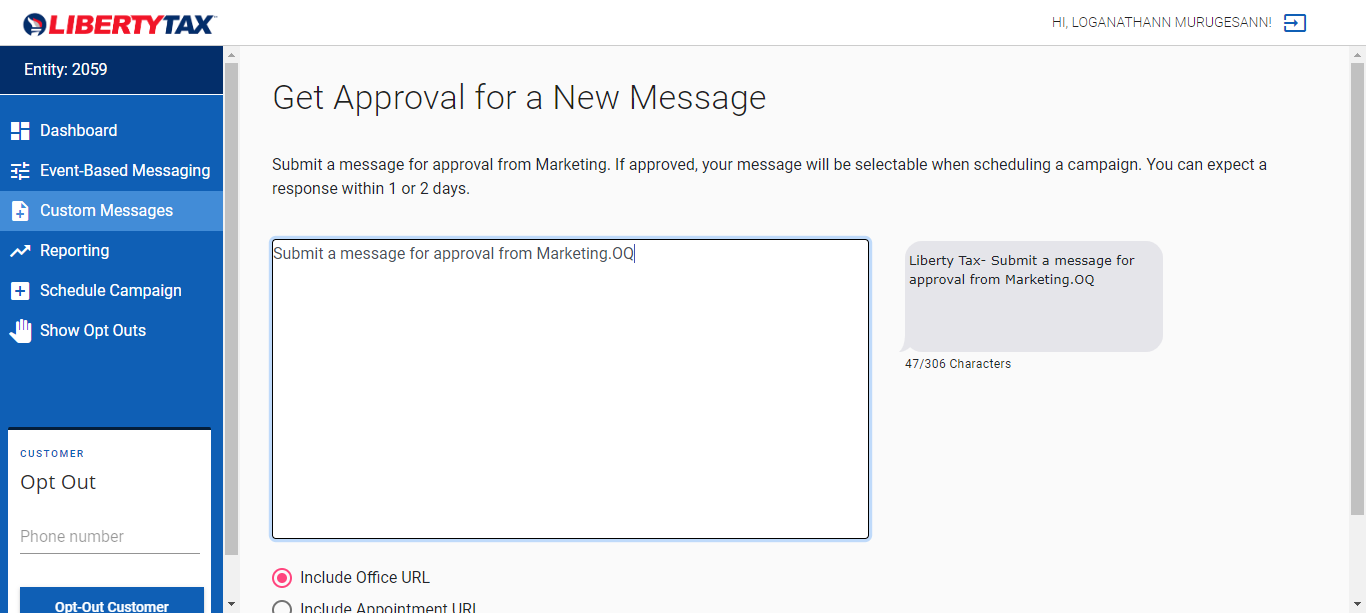 LIBERTY TAX
HI, LOGANATHANN MURUGESANN!
Entity: 2059
Dashboard
Event-Based Messaging
Custom Messages
Reporting
Schedule Campaign
Show Opt Outs
CUSTOMER
Opt Out
Phone number
Opt-Out Customer
Get Approval for a New Message
Submit a message for approval from Marketing. If approved, your message will be selectable when scheduling a campaign. You can expect a
response within 1 or 2 days.
Submit a message for approval from Marketing.OQ
Liberty Tax- Submit a message for
approval from Marketing.OQ
47/306 Characters
Include Office URL
Include Appointment URL